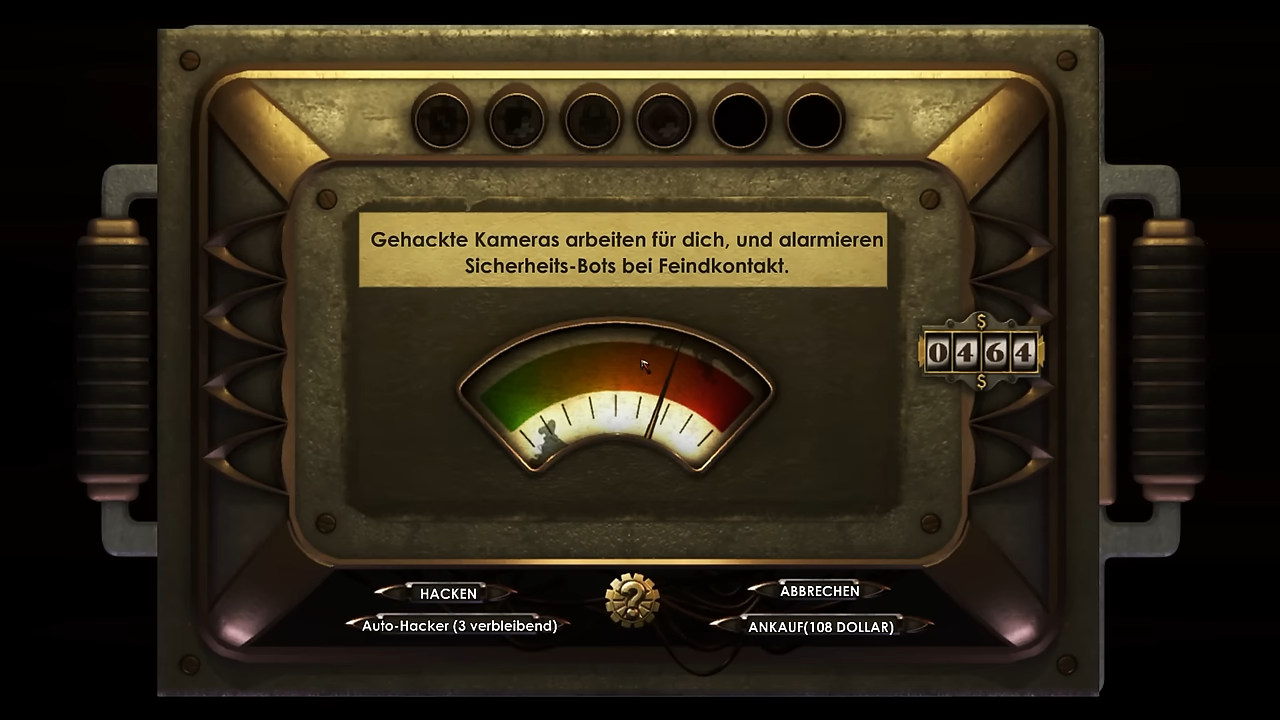 Gehackte Kameras arbeiten für dich, und alarmieren
Sicherheits-Bots bei Feindkontakt.
$
0464
$
HACKEN
ABBRECHEN
?
Auto-Hacker (3 verbleibend)
ANKAUF(108 DOLLAR)